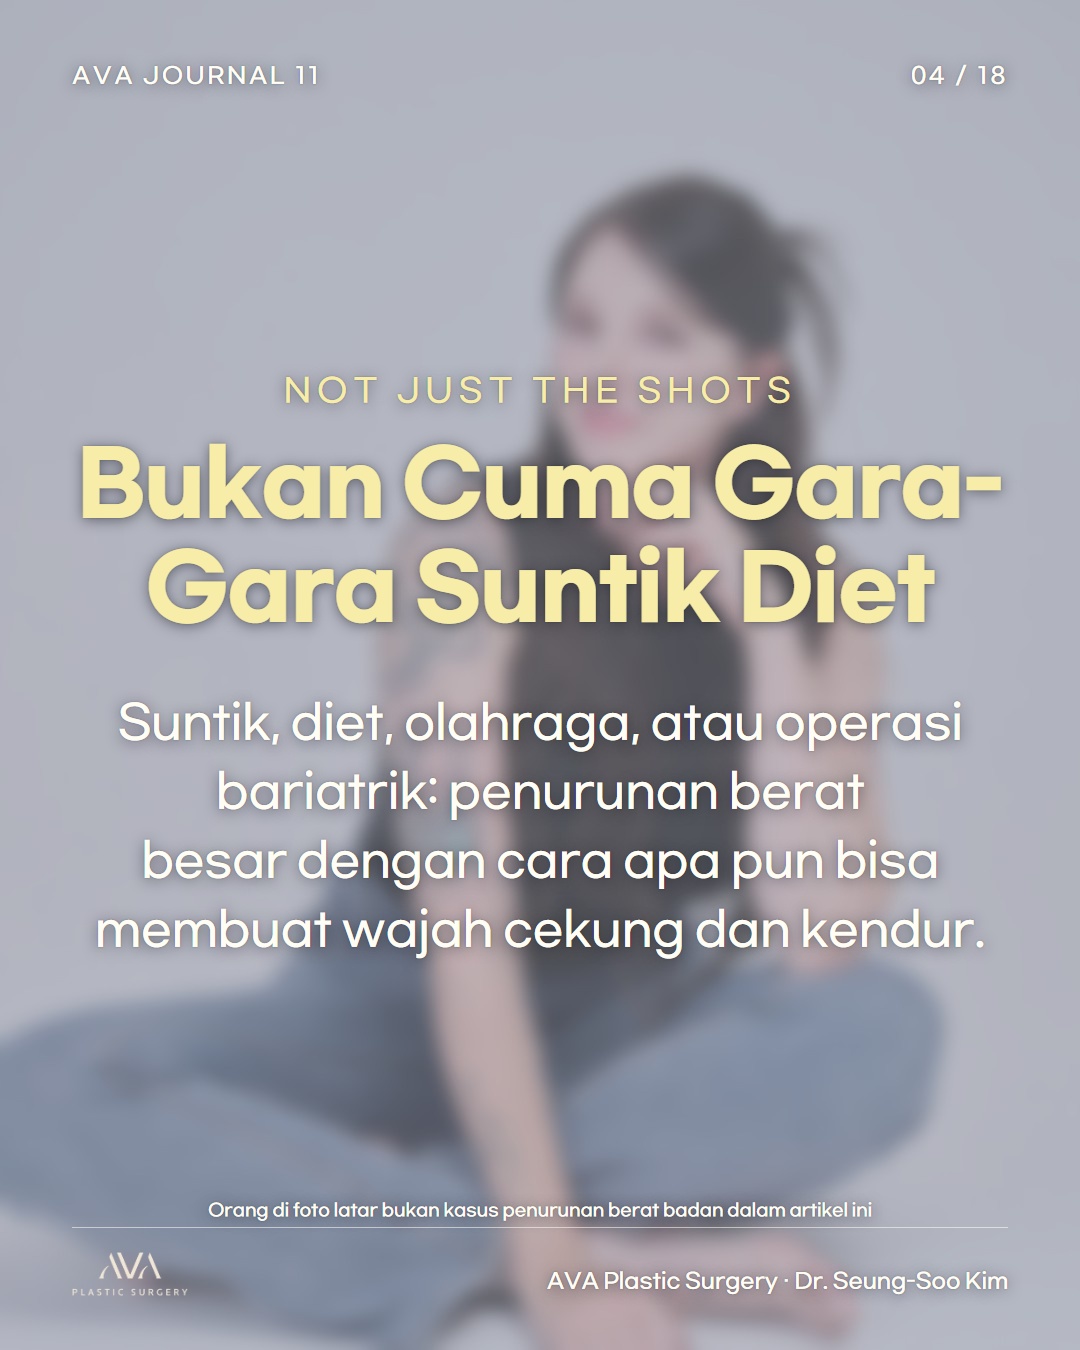 AVA JOURNAL 11
04 / 18
NOT JUST THE SHOTS
Bukan Cuma Gara-
Gara Suntik Diet
Suntik, diet, olahraga, atau operasi
bariatrik: penurunan berat
besar dengan cara apa pun bisa
membuat wajah cekung dan kendur.
Orang di foto latar bukan kasus penurunan berat badan dalam artikel ini
AVA
PLASTIC SURGERY
AVA Plastic Surgery · Dr. Seung-Soo Kim